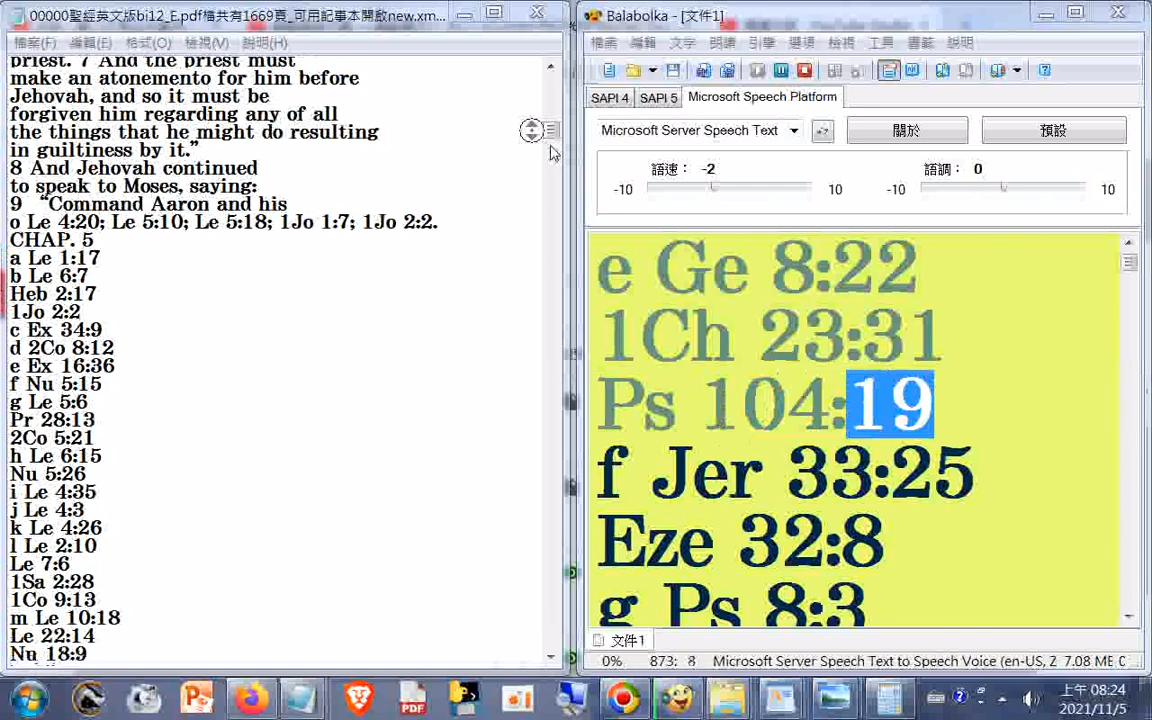 00000聖經英文版bi12_E.pdf檔共有1669頁_可用記事本開啟new.xm...
檔案(F) 編輯(E) 格式(O) 檢視(V) 說明(H)
priest. 7 And the priest must
make an atonemento for him before
Jehovah, and so it must be
forgiven him regarding any of all
the things that he might do resulting
in guiltiness by it.”
8 And Jehovah continued
to speak to Moses, saying:
9 “Command Aaron and his
o Le 4:20; Le 5:10; Le 5:18; 1Jo 1:7; 1Jo 2:2.
CHAP. 5
a Le 1:17
b Le 6:7
Heb 2:17
1Jo 2:2
c Ex 34:9
d 2Co 8:12
e Ex 16:36
f Nu 5:15
g Le 5:6
Pr 28:13
2Co 5:21
h Le 6:15
Nu 5:26
i Le 4:35
j Le 4:3
k Le 4:26
l Le 2:10
Le 7:6
1Sa 2:28
1Co 9:13
m Le 10:18
Le 22:14
Nu 18:9
Balabolka - [文件1]
檔案 編輯 文字 朗讀 引擎 選項 檢視 工具 書籤 說明
SAPI 4 SAPI 5 Microsoft Speech Platform
Microsoft Server Speech Text 關於 預設
語速： -2 語調： 0
-10 10 -10 10
e Ge 8:22
1Ch 23:31
Ps 104:19
f Jer 33:25
Eze 32:8
g Ps 8:3
文件1
0% 873: 8 Microsoft Server Speech Text to Speech Voice (en-US, Z 7.08 ME
上午 08:24
2021/11/5